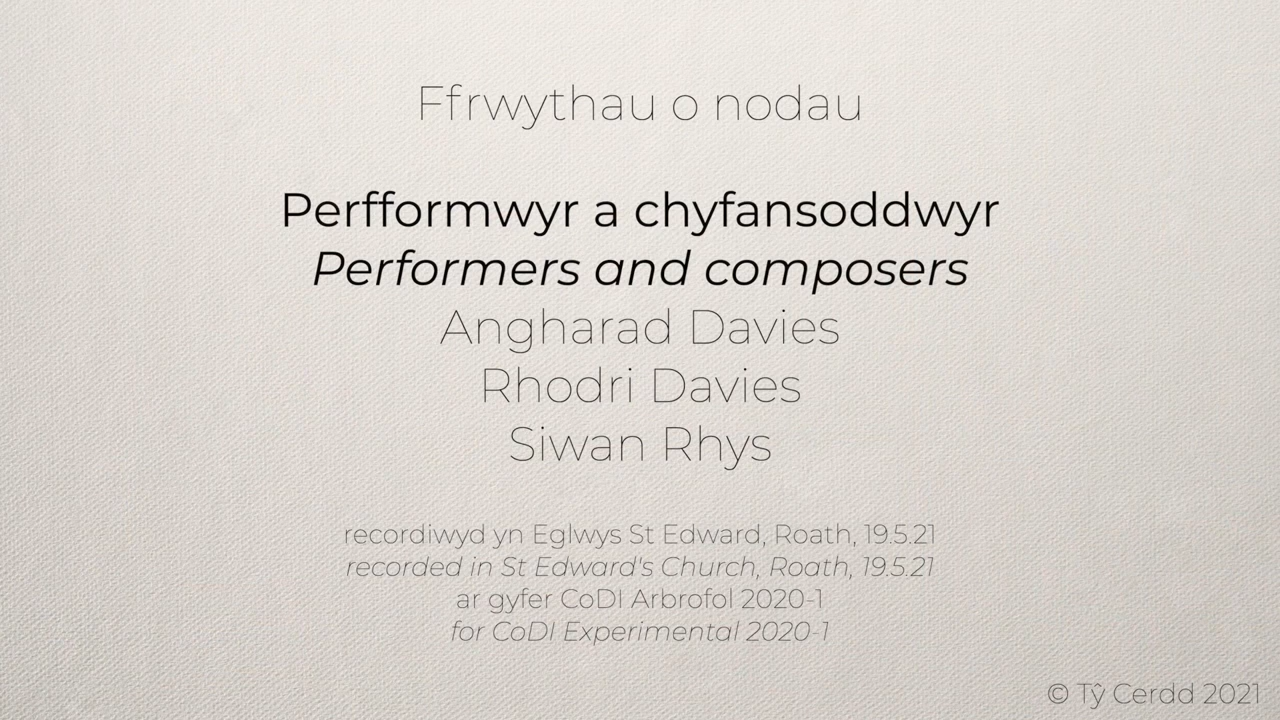 Ffrwythau o nodau
Perfformwyr a chyfansoddwyr
Performers and composers
Angharad Davies
Rhodri Davies
Siwan Rhys
recordiwyd yn Eglwys St Edward, Roath, 19.5.21
recorded in St Edward's Church, Roath, 19.5.21
ar gyfer CoDI Arbrofol 2020-1
for CoDI Experimental 2020-1
© Tŷ Cerdd 2021